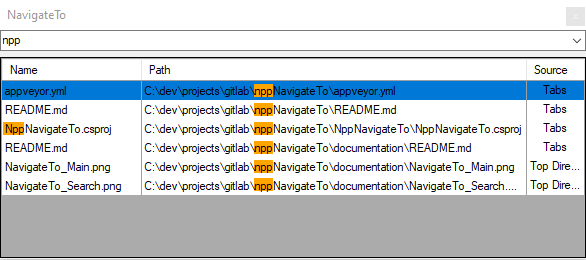 NavigateTo
npp
Name Path Source
appveyor.yml C:\dev\projects\gitlab\nppNavigateTo\appveyor.yml Tabs
README.md C:\dev\projects\gitlab\nppNavigateTo\README.md Tabs
NppNavigateTo.csproj C:\dev\projects\gitlab\nppNavigateTo\NppNavigateTo\NppNavigateTo.csproj Tabs
README.md C:\dev\projects\gitlab\nppNavigateTo\documentation\README.md Tabs
NavigateTo_Main.png C:\dev\projects\gitlab\nppNavigateTo\documentation\NavigateTo_Main.png Top Dire...
NavigateTo_Search.png C:\dev\projects\gitlab\nppNavigateTo\documentation\NavigateTo_Search.... Top Dire...